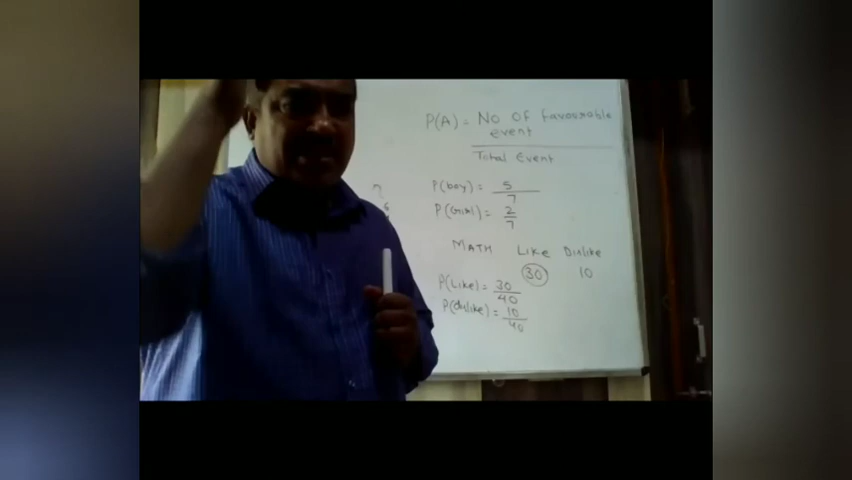 P(A) = No Of favourable
event
Total Event
P(boy) = 5
7
P(Girl) = 2
7
MATH Like Dislike
30 10
P(Like) = 30
40
P(dislike) = 10
40